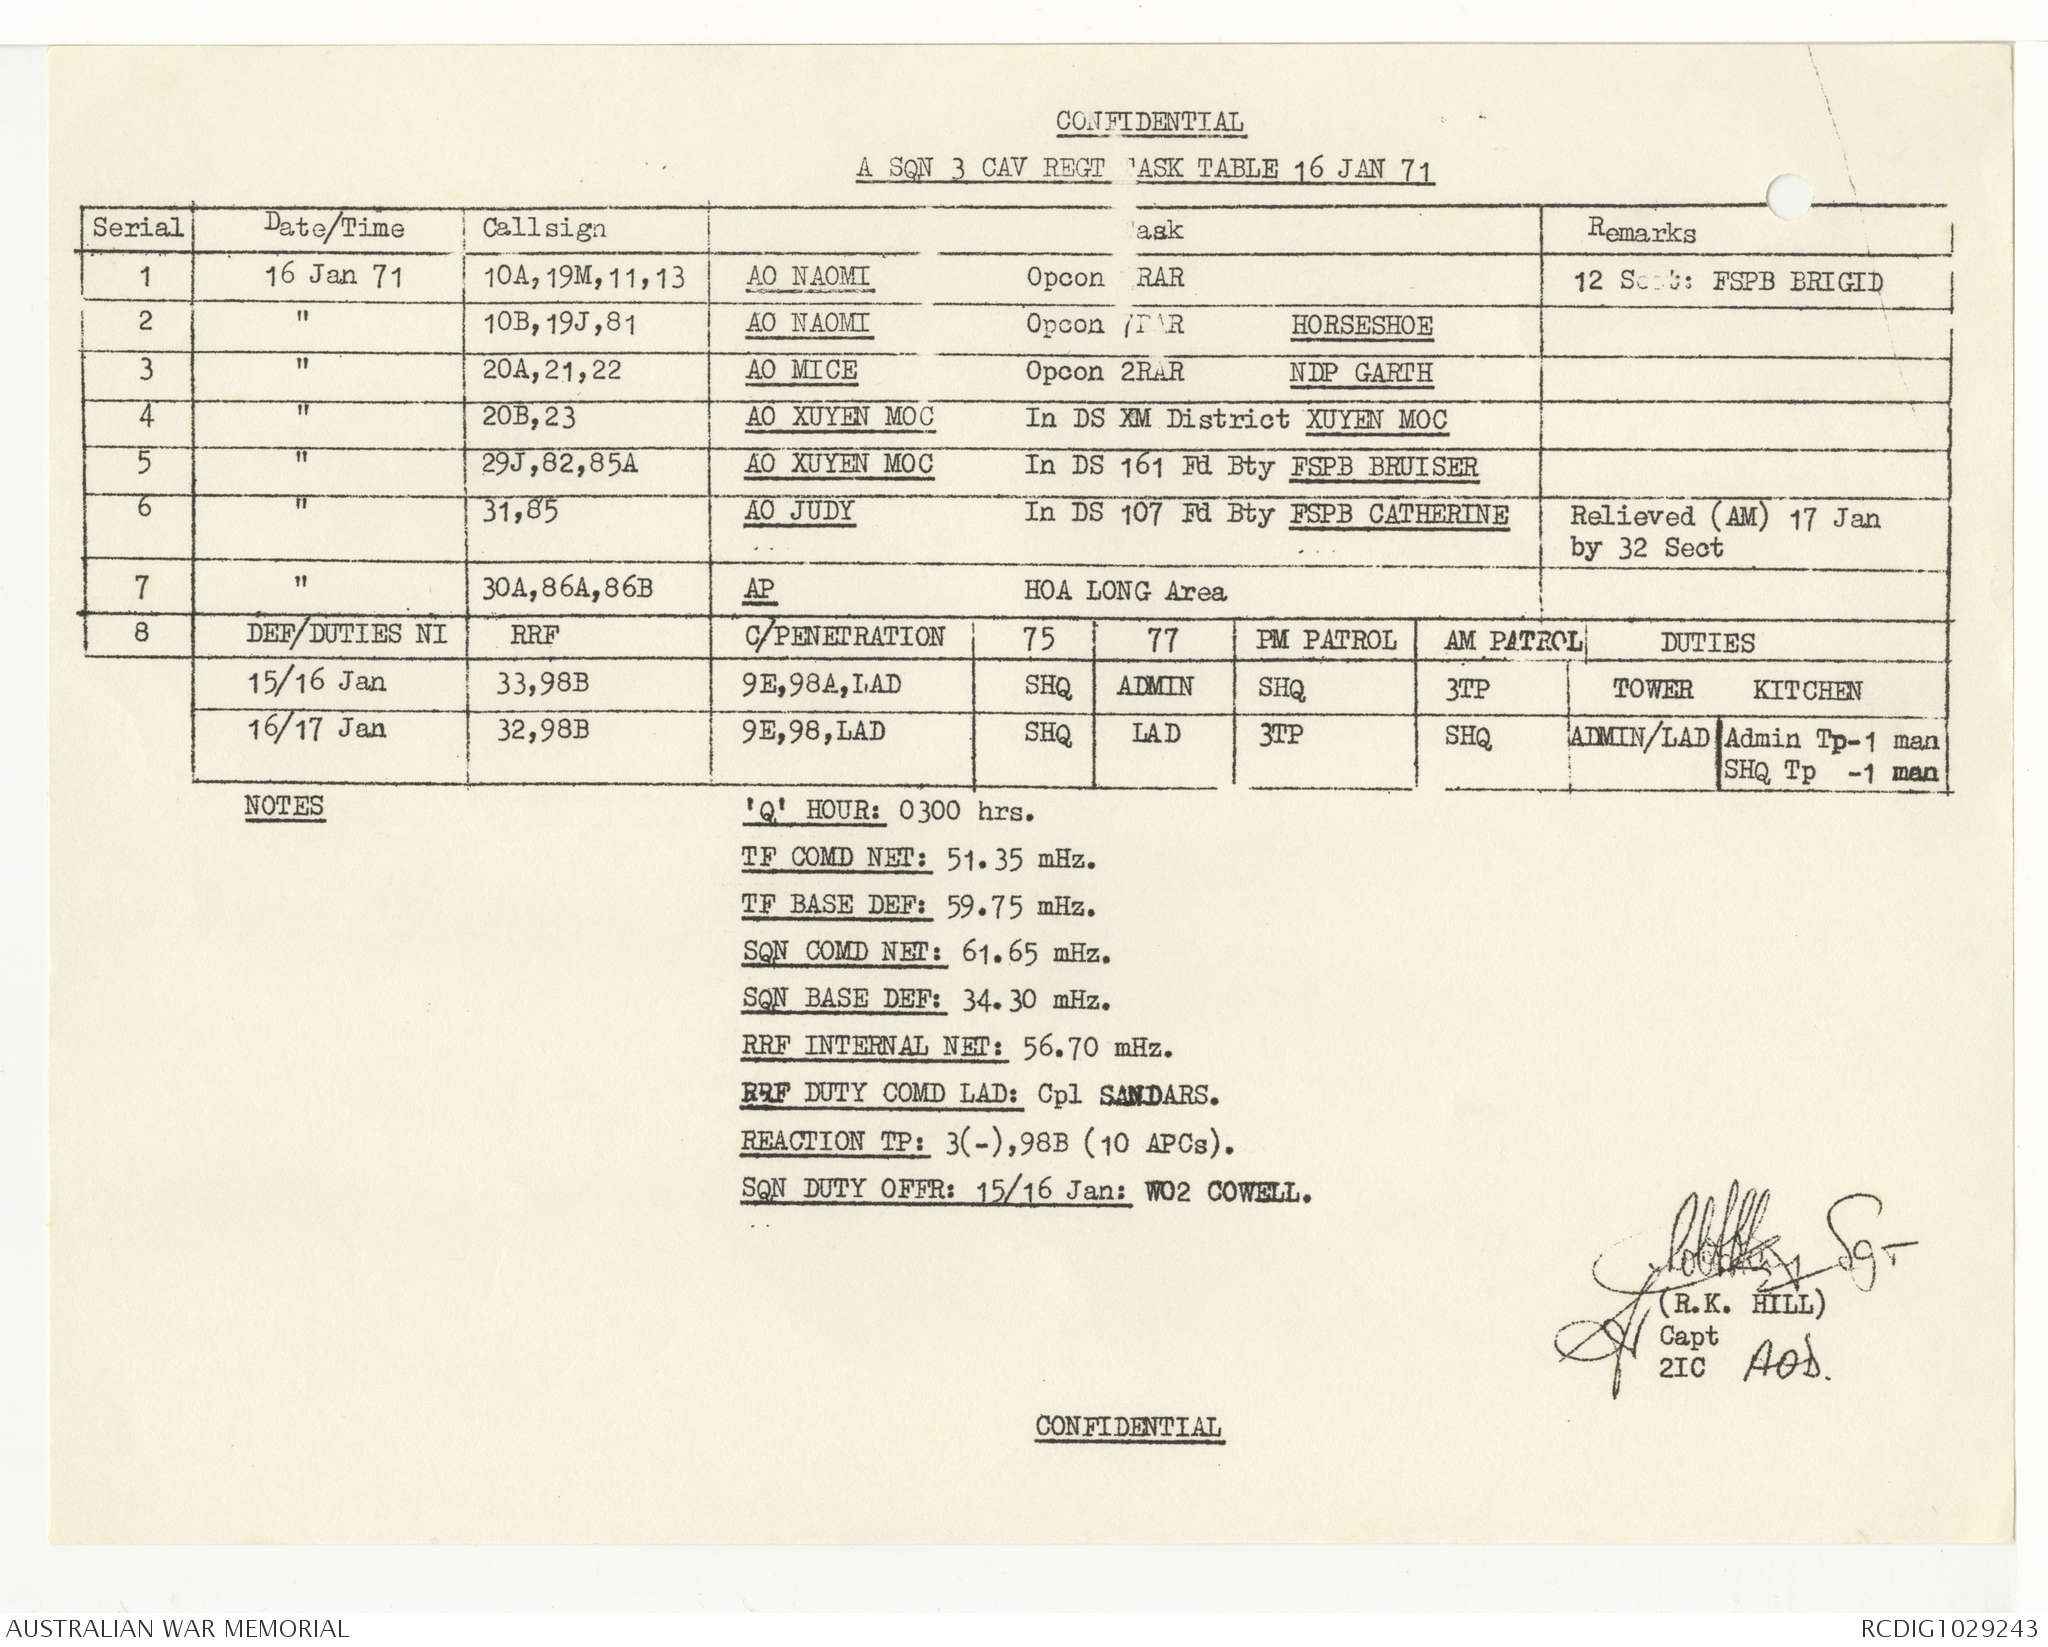 CONFIDENTIAL
A SQN 3 CAV REGT TASK TABLE 16 JAN 71
Serial Date/Time Callsign Task Remarks
1 16 Jan 71 10A,19M,11,13 AO NAOMI Opcon RAR 12 Sect: FSPB BRIGID
2 " 10B,19J,81 AO NAOMI Opcon 7RAR HORSESHOE
3 " 20A,21,22 AO MICE Opcon 2RAR NDP GARTH
4 " 20B,23 AO XUYEN MOC In DS XM District XUYEN MOC
5 " 29J,82,85A AO XUYEN MOC In DS 161 Fd Bty FSPB BRUISER
6 " 31,85 AO JUDY In DS 107 Fd Bty FSPB CATHERINE Relieved (AM) 17 Jan
by 32 Sect
7 " 30A,86A,86B AP HOA LONG Area
8 DEF/DUTIES NI RRF C/PENETRATION 75 77 PM PATROL AM PATROL DUTIES
15/16 Jan 33,98B 9E,98A,LAD SHQ ADMIN SHQ 3TP TOWER KITCHEN
16/17 Jan 32,98B 9E,98,LAD SHQ LAD 3TP SHQ ADMIN/LAD Admin Tp-1 man
SHQ Tp -1 man
NOTES 'Q' HOUR: 0300 hrs.
TF COMD NET: 51.35 mHz.
TF BASE DEF: 59.75 mHz.
SQN COMD NET: 61.65 mHz.
SQN BASE DEF: 34.30 mHz.
RRF INTERNAL NET: 56.70 mHz.
RRF DUTY COMD LAD: Cpl SANDARS.
REACTION TP: 3(-),98B (10 APCs).
SQN DUTY OFFR: 15/16 Jan: WO2 COWELL.
Sgt
(R.K. HILL)
Capt
2IC AOD.
CONFIDENTIAL
AUSTRALIAN WAR MEMORIAL RCDIG1029243